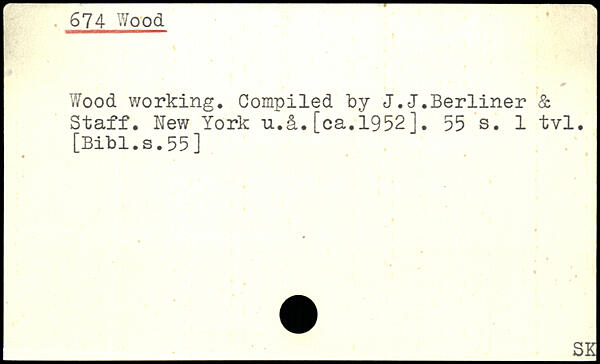 674 Wood
Wood working. Compiled by J.J.Berliner &
Staff. New York u.å.[ca.1952]. 55 s. 1 tvl.
[Bibl.s.55]
SK